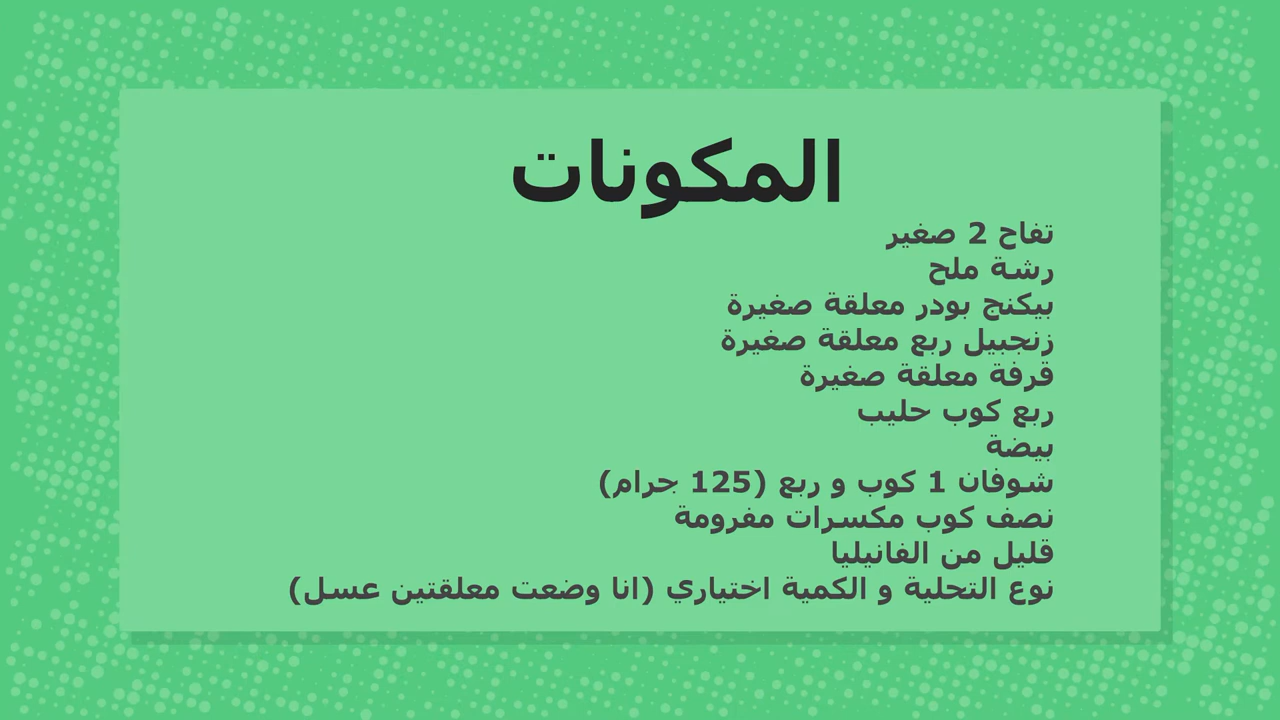 المكونات
تفاح 2 صغير
رشة ملح
بيكنج بودر معلقة صغيرة
زنجبيل ربع معلقة صغيرة
قرفة معلقة صغيرة
ربع كوب حليب
بيضة
شوفان 1 كوب و ربع (125 جرام)
نصف كوب مكسرات مفرومة
قليل من الفانيليا
نوع التحلية و الكمية اختياري (انا وضعت معلقتين عسل)